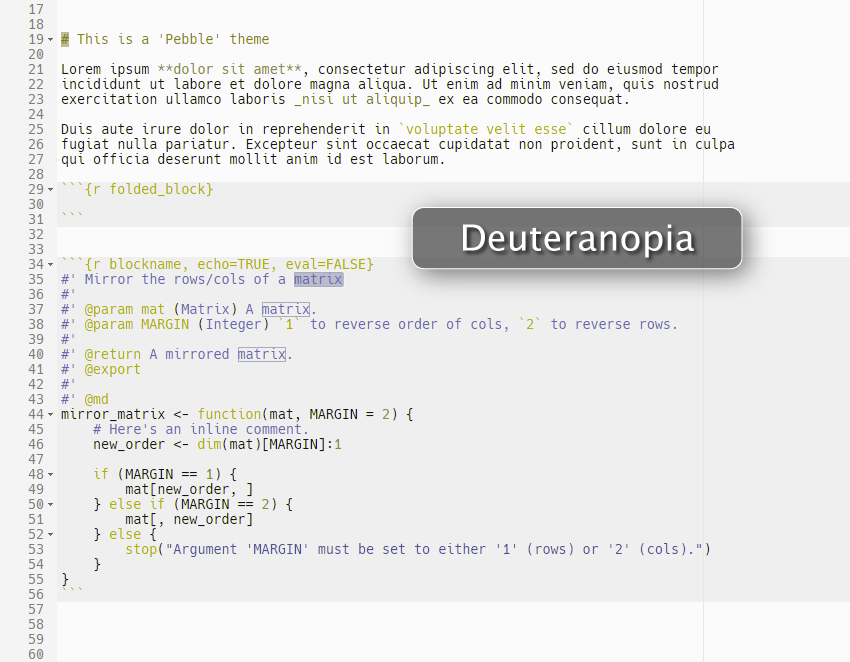 17
18
19 # This is a 'Pebble' theme
20
21 Lorem ipsum **dolor sit amet**, consectetur adipiscing elit, sed do eiusmod tempor
22 incididunt ut labore et dolore magna aliqua. Ut enim ad minim veniam, quis nostrud
23 exercitation ullamco laboris _nisi ut aliquip_ ex ea commodo consequat.
24
25 Duis aute irure dolor in reprehenderit in `voluptate velit esse` cillum dolore eu
26 fugiat nulla pariatur. Excepteur sint occaecat cupidatat non proident, sunt in culpa
27 qui officia deserunt mollit anim id est laborum.
28
29 ```{r folded_block}
30
31 ```
32
Deuteranopia
33
34 ```{r blockname, echo=TRUE, eval=FALSE}
35 #' Mirror the rows/cols of a matrix
36 #'
37 #' @param mat (Matrix) A matrix.
38 #' @param MARGIN (Integer) `1` to reverse order of cols, `2` to reverse rows.
39 #'
40 #' @return A mirrored matrix.
41 #' @export
42 #'
43 #' @md
44 mirror_matrix <- function(mat, MARGIN = 2) {
45     # Here's an inline comment.
46     new_order <- dim(mat)[MARGIN]:1
47
48     if (MARGIN == 1) {
49         mat[new_order, ]
50     } else if (MARGIN == 2) {
51         mat[, new_order]
52     } else {
53         stop("Argument 'MARGIN' must be set to either '1' (rows) or '2' (cols).")
54     }
55 }
56 ```
57
58
59
60